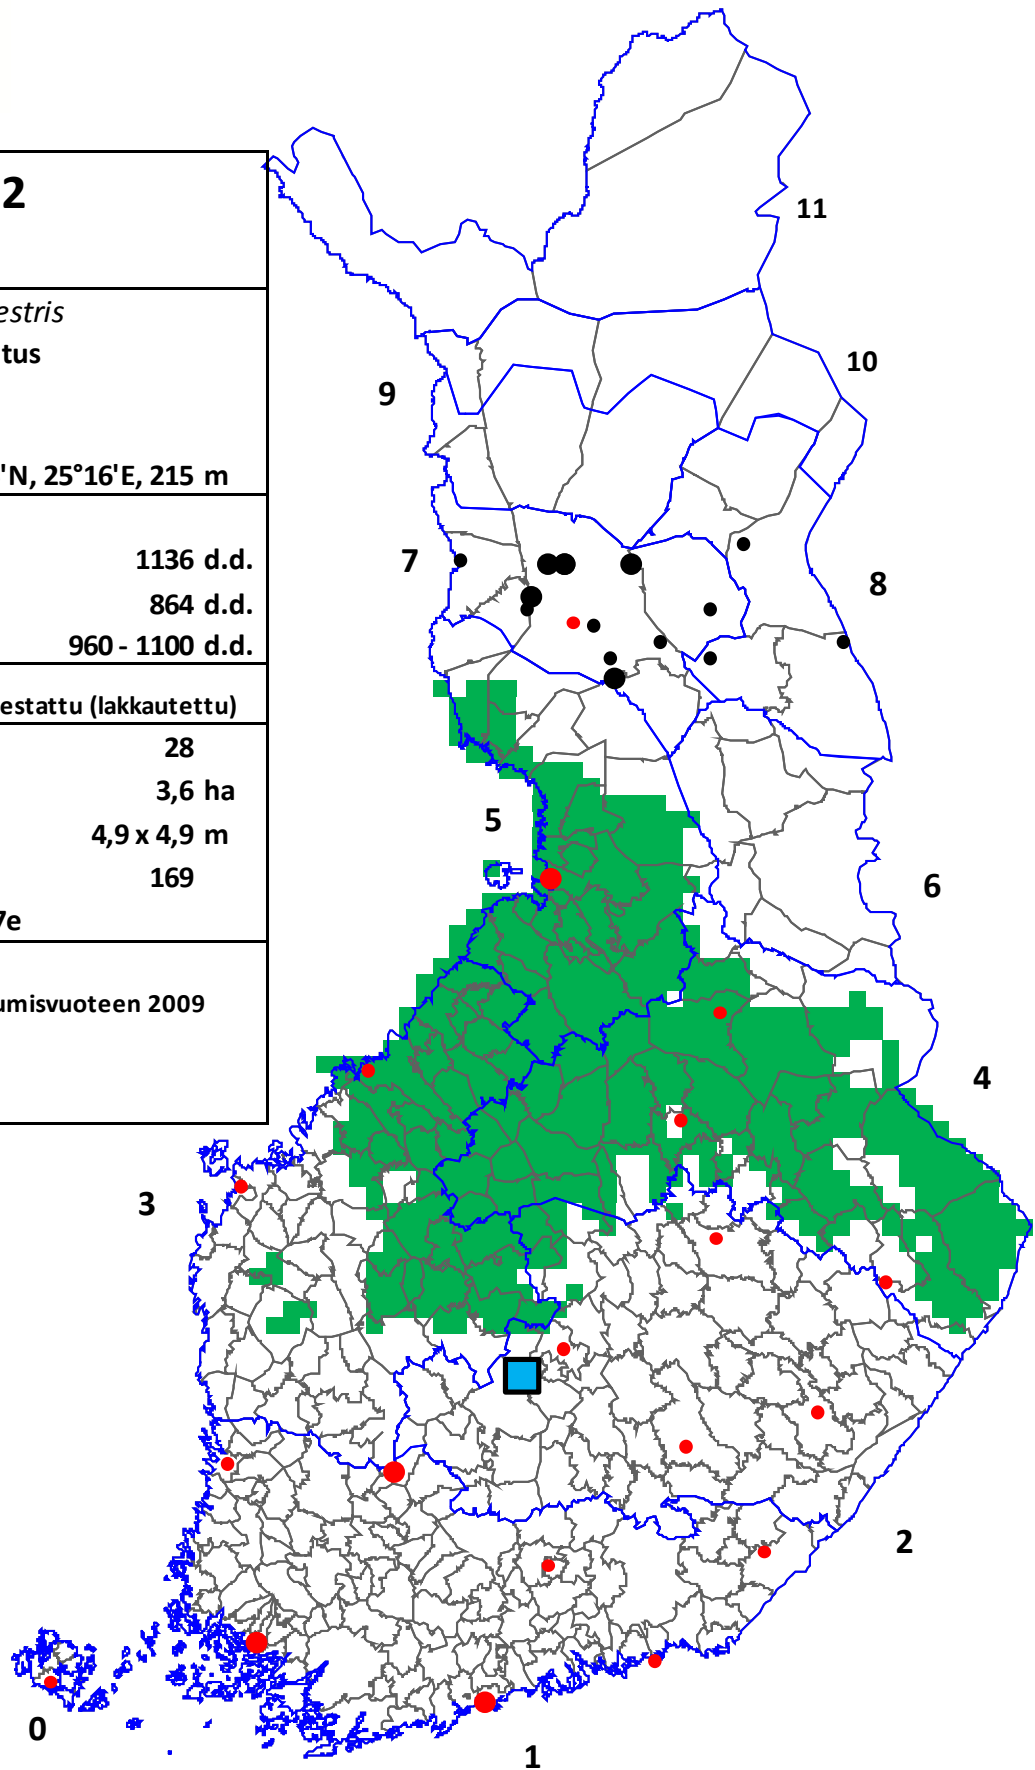 2
estris
tus
'N, 25°16'E, 215 m
1136 d.d.
864 d.d.
960 - 1100 d.d.
estattu (lakkautettu)
28
3,6 ha
4,9 x 4,9 m
169
7e
umisvuoteen 2009
11
10
9
7
8
5
6
4
3
2
0
1